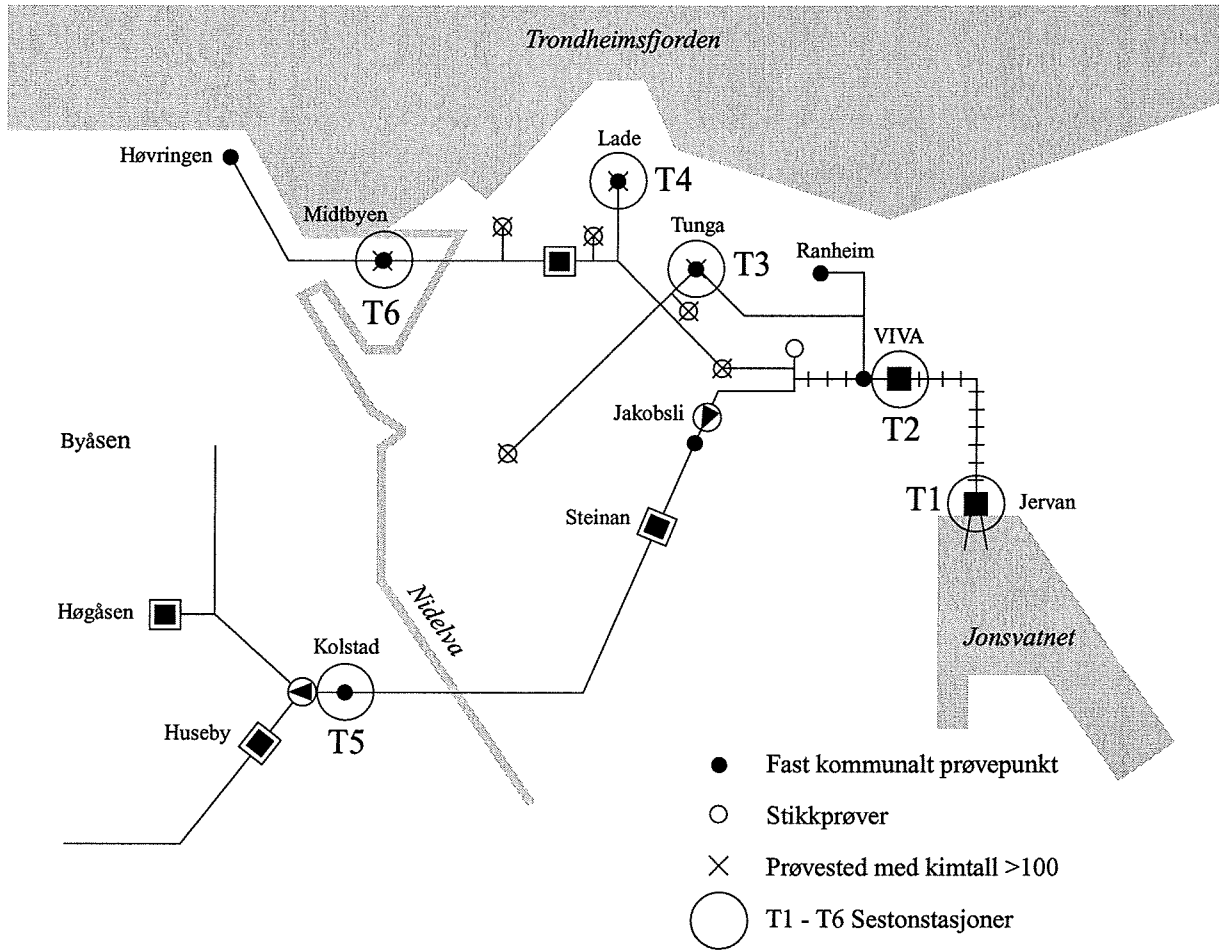 Trondheimsfjorden
Lade
T4
Høvringen
Midtbyen
T6
Tunga
T3
Ranheim
VIVA
T2
Jakobsli
Byåsen
T1
Jervan
Steinan
Nidelva
Høgåsen
Kolstad
T5
Jonsvatnet
Huseby
Fast kommunalt prøvepunkt
Stikkprøver
Prøvested med kimtall >100
T1 - T6 Sestonstasjoner